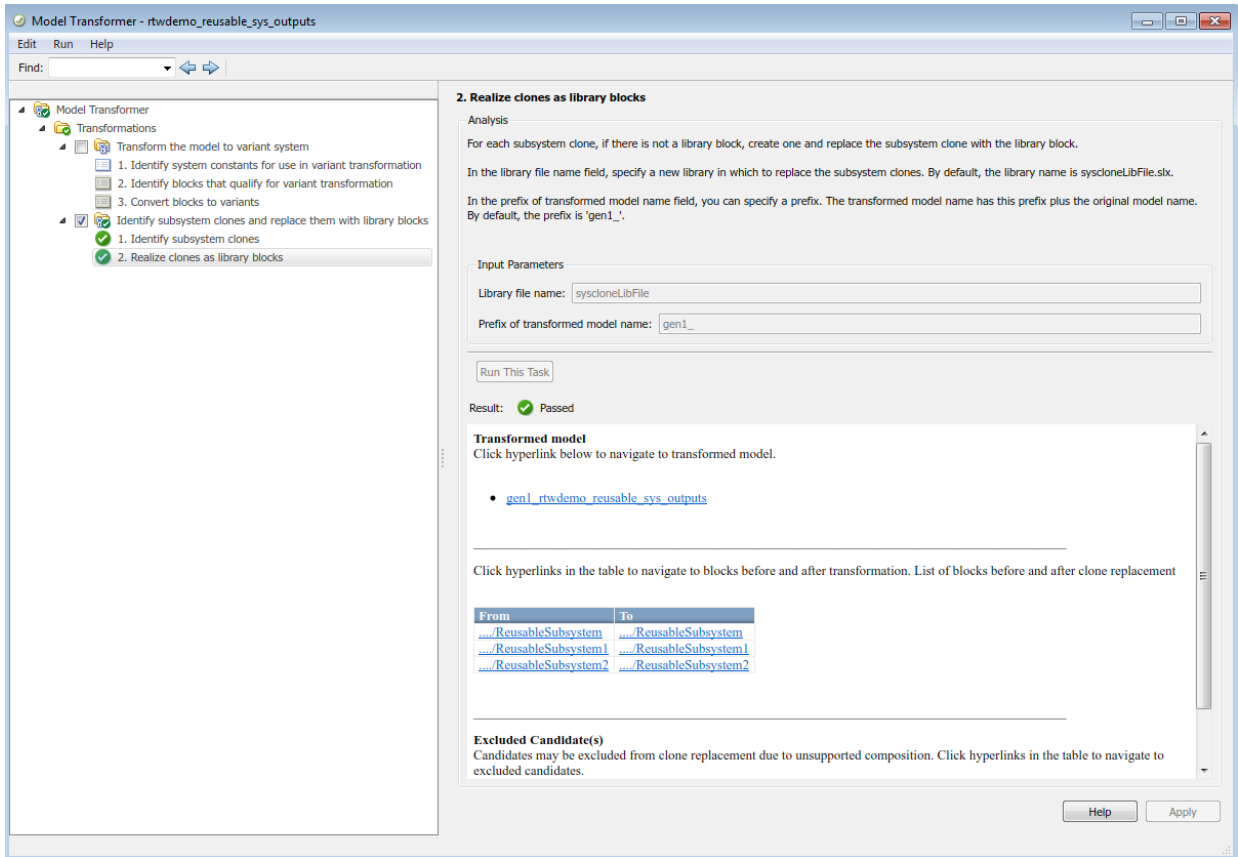 Model Transformer - rtwdemo_reusable_sys_outputs
Edit Run Help
Find:
Model Transformer
Transformations
Transform the model to variant system
1. Identify system constants for use in variant transformation
2. Identify blocks that qualify for variant transformation
3. Convert blocks to variants
Identify subsystem clones and replace them with library blocks
1. Identify subsystem clones
2. Realize clones as library blocks
2. Realize clones as library blocks
Analysis
For each subsystem clone, if there is not a library block, create one and replace the subsystem clone with the library block.
In the library file name field, specify a new library in which to replace the subsystem clones. By default, the library name is syscloneLibFile.slx.
In the prefix of transformed model name field, you can specify a prefix. The transformed model name has this prefix plus the original model name.
By default, the prefix is 'gen1_'.
Input Parameters
Library file name: syscloneLibFile
Prefix of transformed model name: gen1_
Run This Task
Result: Passed
Transformed model
Click hyperlink below to navigate to transformed model.
• gen1_rtwdemo_reusable_sys_outputs
Click hyperlinks in the table to navigate to blocks before and after transformation. List of blocks before and after clone replacement
From To
..../ReusableSubsystem ..../ReusableSubsystem
..../ReusableSubsystem1 ..../ReusableSubsystem1
..../ReusableSubsystem2 ..../ReusableSubsystem2
Excluded Candidate(s)
Candidates may be excluded from clone replacement due to unsupported composition. Click hyperlinks in the table to navigate to
excluded candidates.
Help Apply